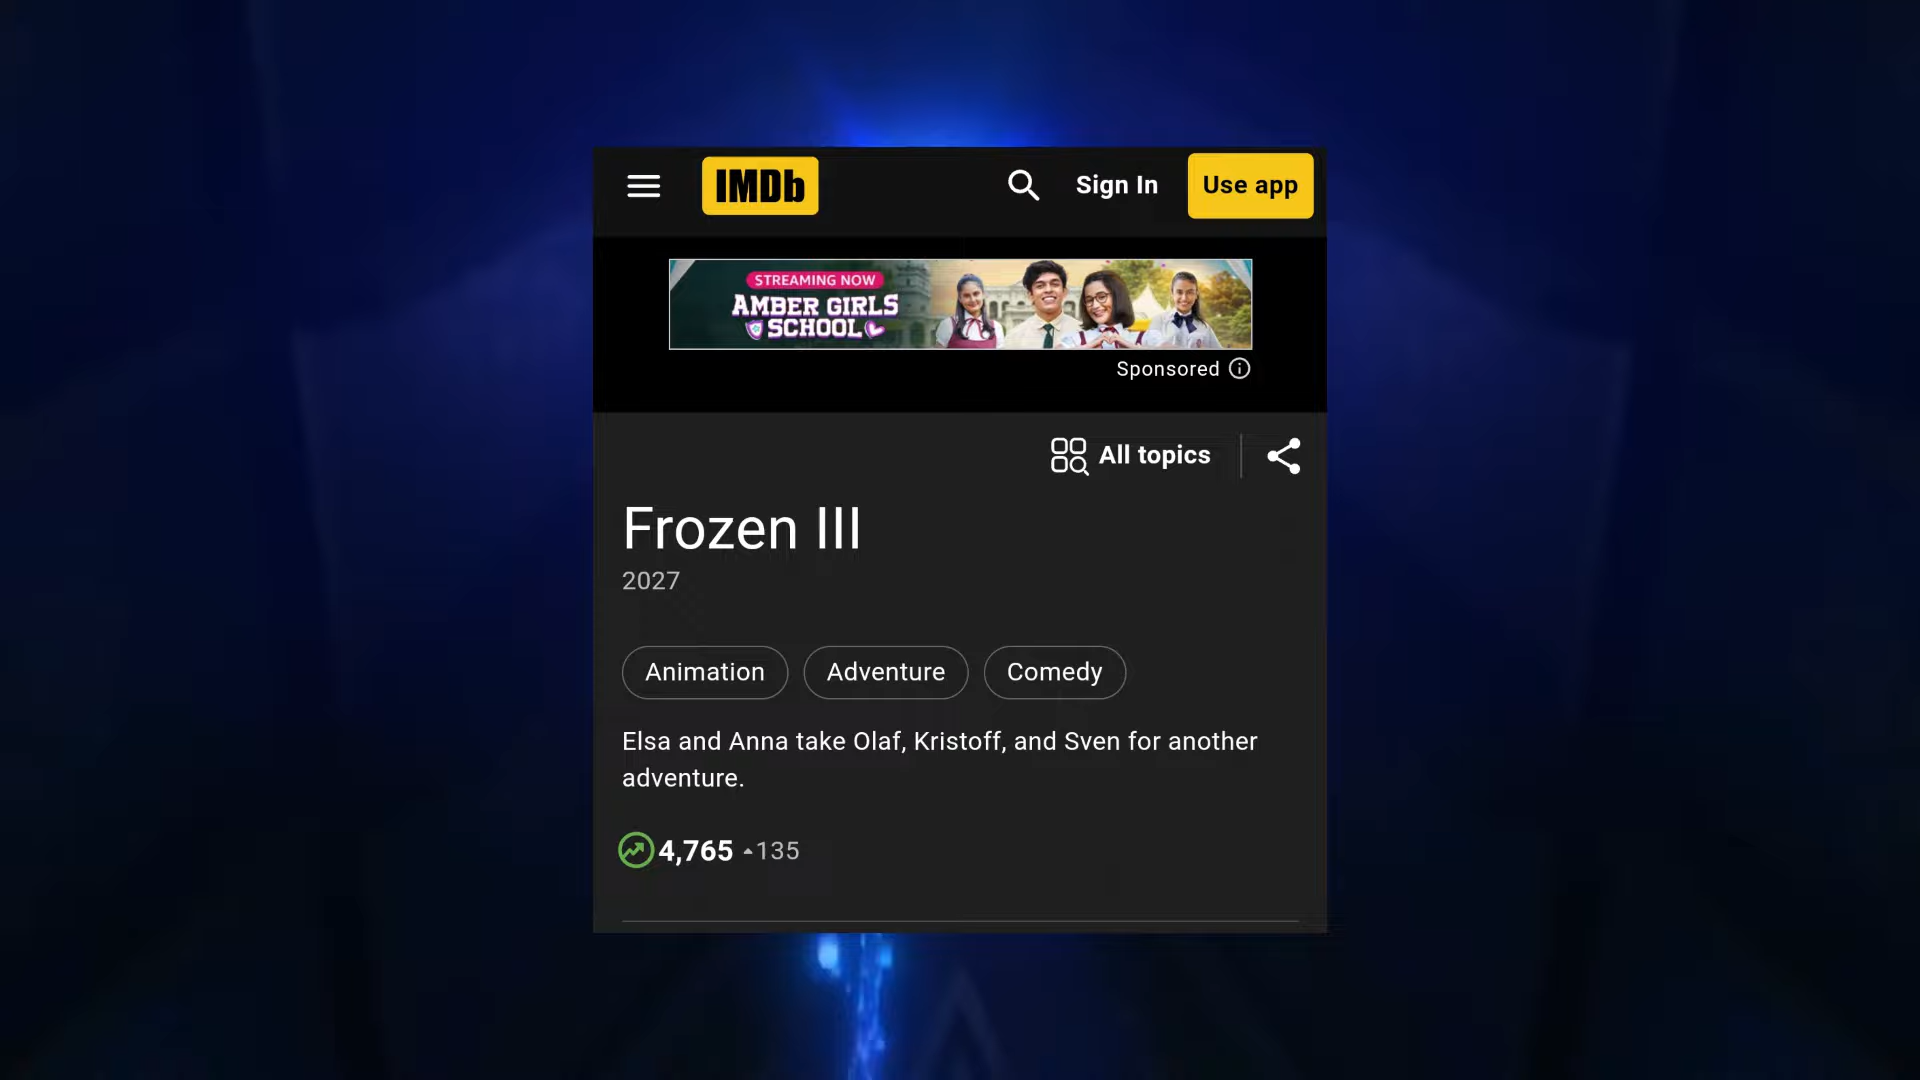 IMDb
Sign In
Use app
STREAMING NOW
AMBER GIRLS
SCHOOL
Sponsored
All topics
Frozen III
2027
Animation
Adventure
Comedy
Elsa and Anna take Olaf, Kristoff, and Sven for another
adventure.
4,765 135